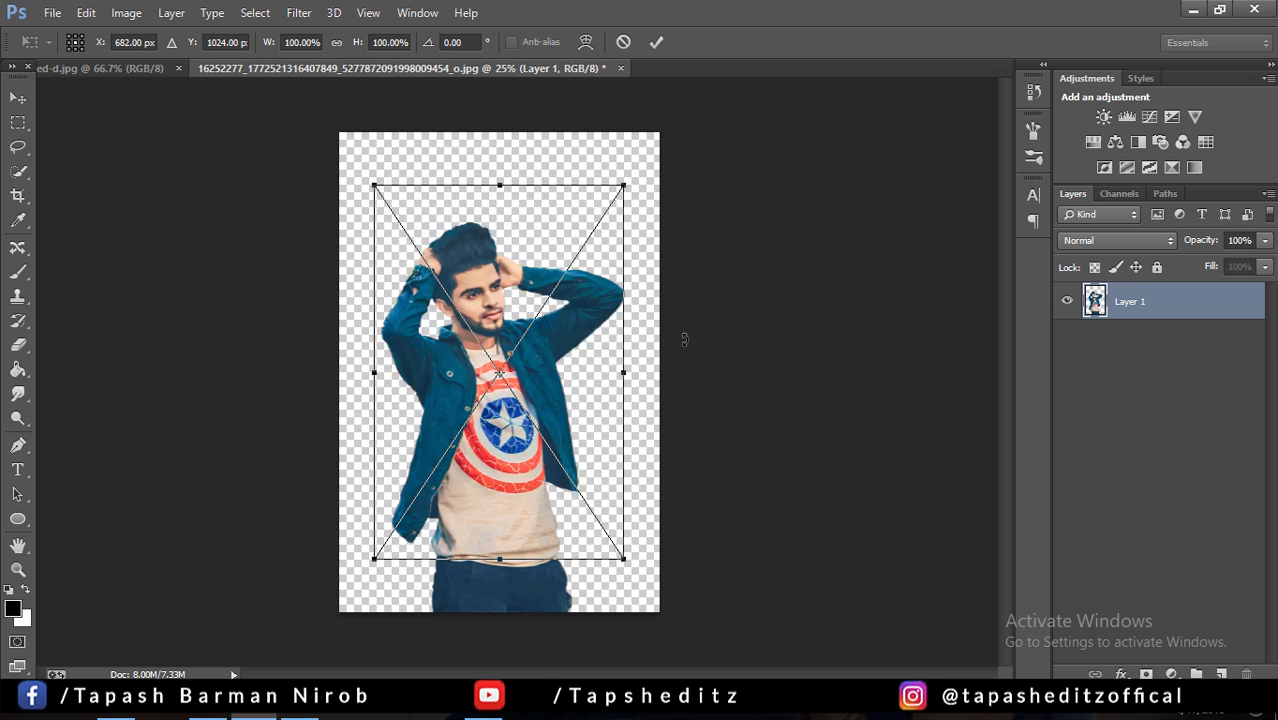 Ps File Edit Image Layer Type Select Filter 3D View Window Help
X: 682.00 px Y: 1024.00 p: W: 100.00% H: 100.00% 0.00 ° Anti-alias Essentials
ed-d.jpg @ 66.7% (RGB/8) × 16252277_1772521316407849_5277872091998009454_o.jpg @ 25% (Layer 1, RGB/8) * ×
Adjustments Styles
Add an adjustment
Layers Channels Paths
Kind
Normal Opacity: 100%
Lock: Fill: 100%
Layer 1
Activate Windows
Go to Settings to activate Windows.
Doc: 8.00M/7.33M
/Tapash Barman Nirob /Tapsheditz @tapasheditzoffical